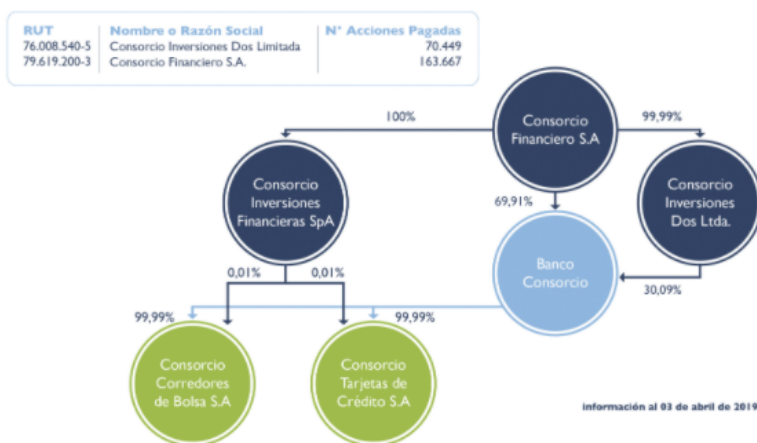 RUT Nombre o Razón Social N° Acciones Pagadas
76.008.540-5 Consorcio Inversiones Dos Limitada 70.449
79.619.200-3 Consorcio Financiero S.A. 163.667
100%
Consorcio
Financiero S.A
99,99%
Consorcio
Inversiones
Financieras SpA
69,91%
Consorcio
Inversiones
Dos Ltda.
Banco
Consorcio
0,01%
0,01%
30,09%
99,99%
99,99%
Consorcio
Corredores
de Bolsa S.A
Consorcio
Tarjetas de
Crédito S.A
información al 03 de abril de 2019